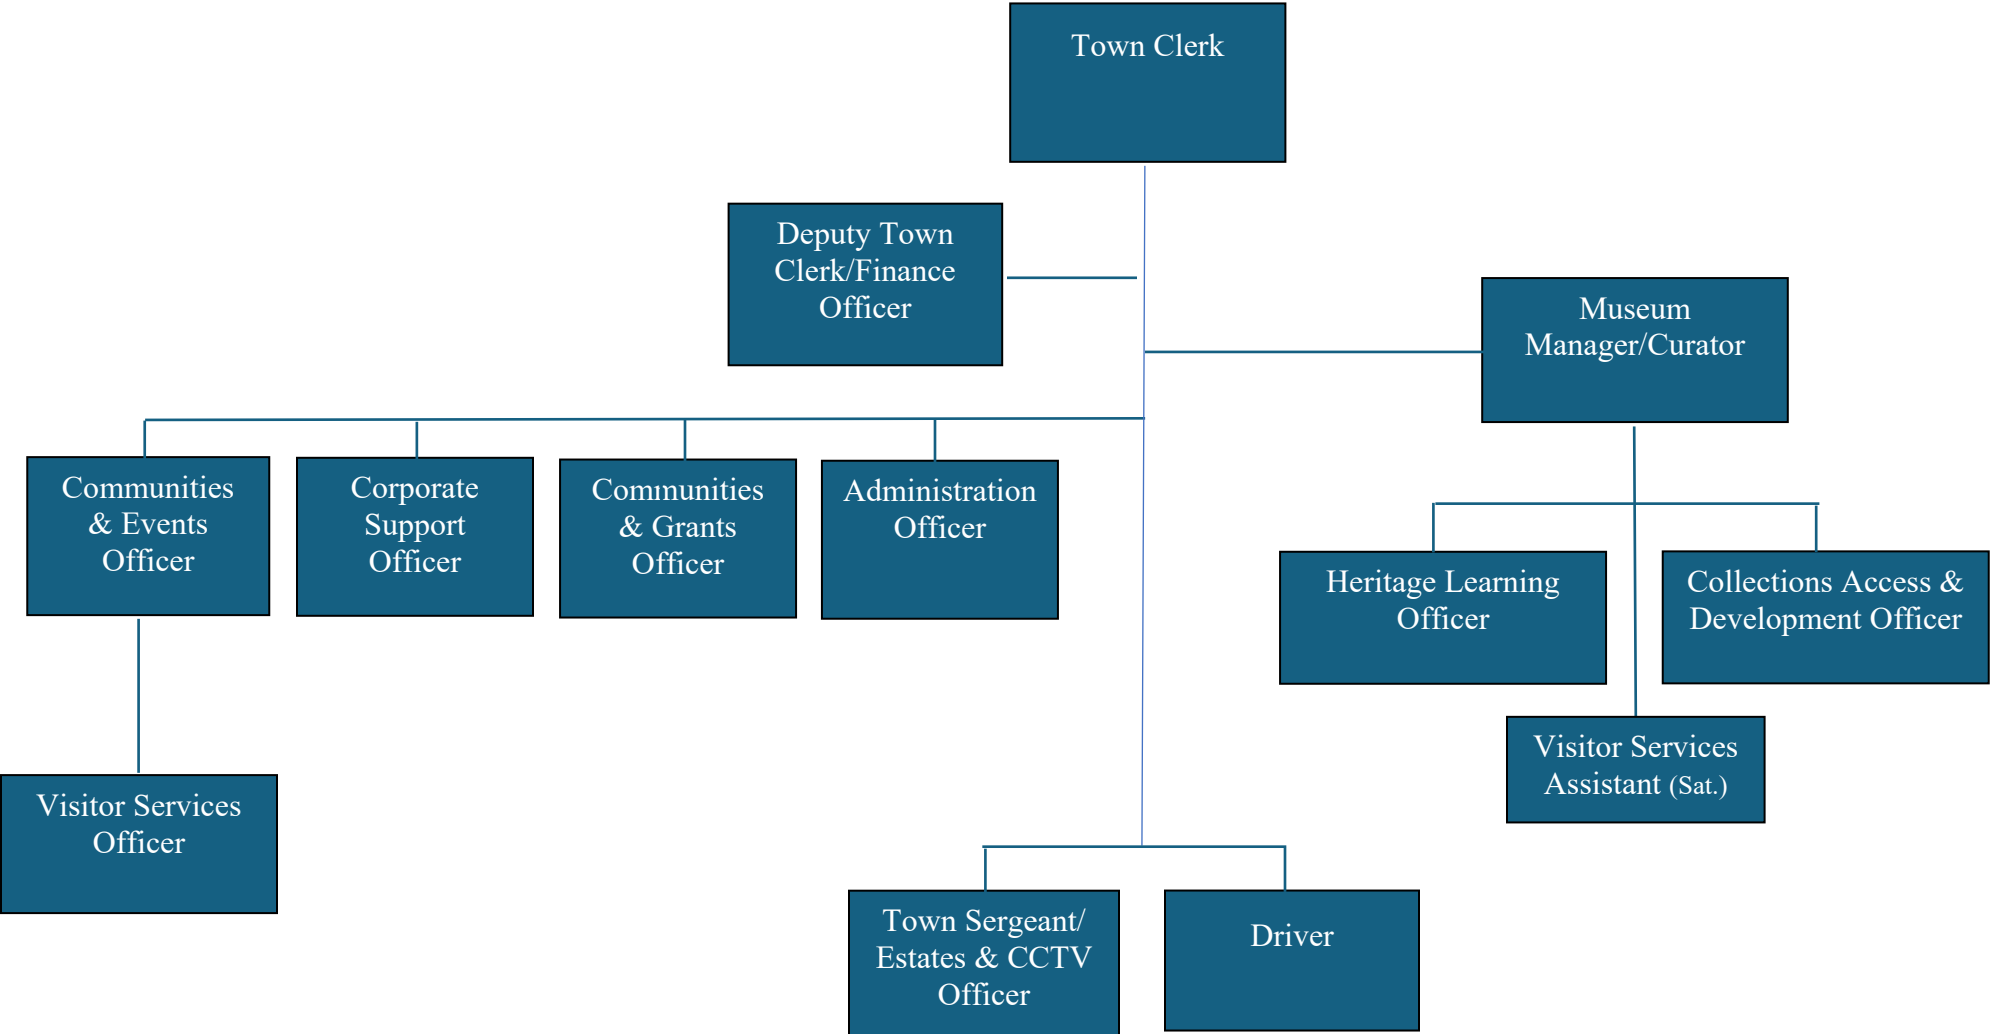 Town Clerk
Deputy Town
Clerk/Finance
Officer
Museum
Manager/Curator
Communities
& Events
Officer
Corporate
Support
Officer
Communities
& Grants
Officer
Administration
Officer
Heritage Learning
Officer
Collections Access &
Development Officer
Visitor Services
Assistant (Sat.)
Visitor Services
Officer
Town Sergeant/
Estates & CCTV
Officer
Driver